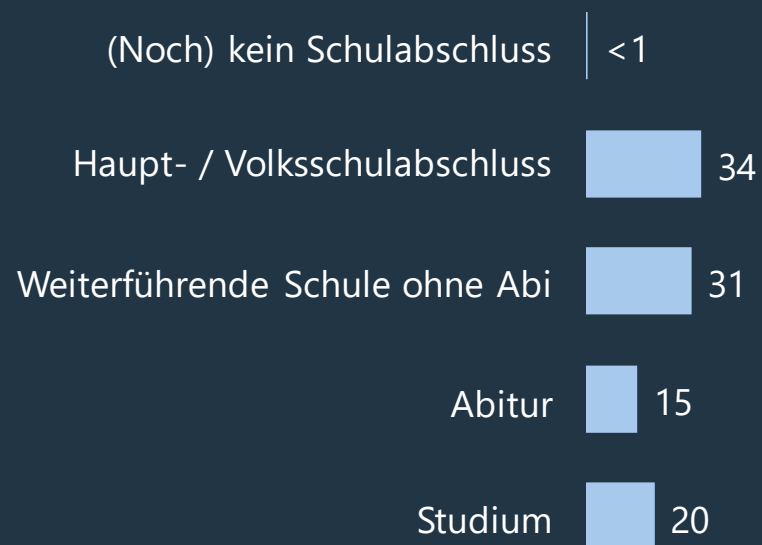 (Noch) kein Schulabschluss <1
Haupt- / Volksschulabschluss 34
Weiterführende Schule ohne Abi 31
Abitur 15
Studium 20